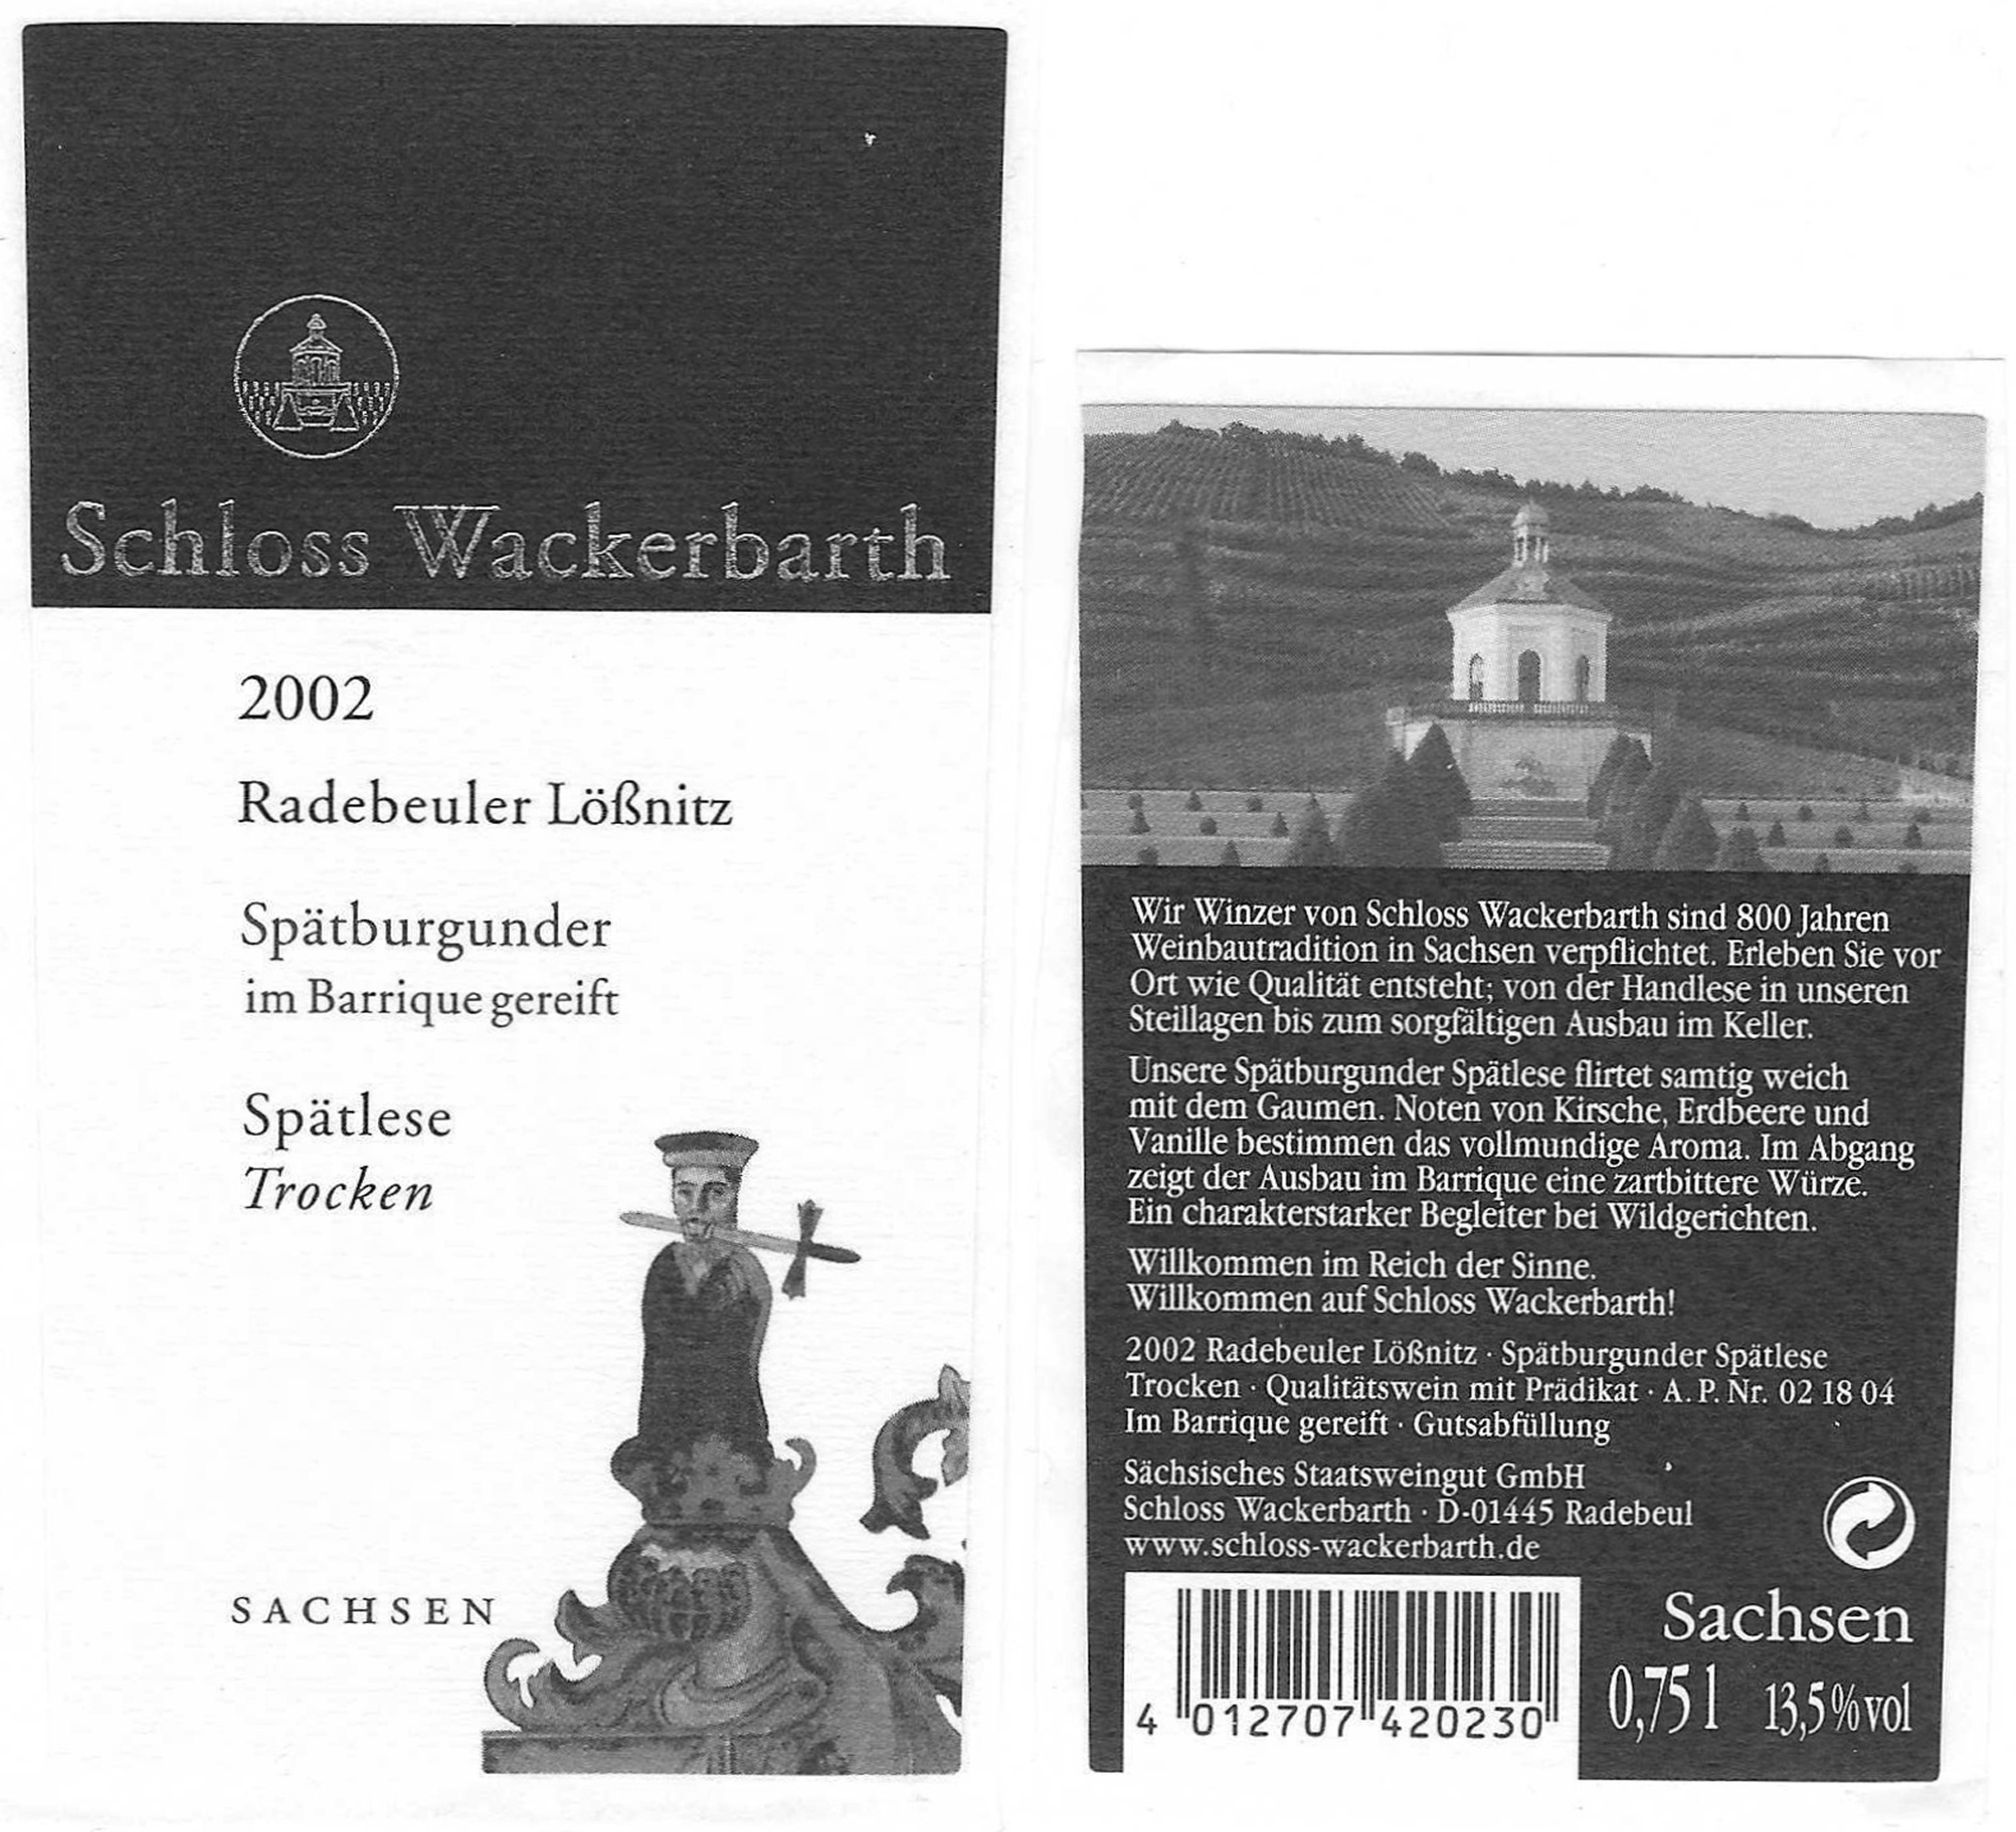 Schloss Wackerbarth
2002
Radebeuler Lößnitz
Spätburgunder
im Barrique gereift
Spätlese
Trocken
SACHSEN
Wir Winzer von Schloss Wackerbarth sind 800 Jahren
Weinbautradition in Sachsen verpflichtet. Erleben Sie vor
Ort wie Qualität entsteht; von der Handlese in unseren
Steillagen bis zum sorgfältigen Ausbau im Keller.
Unsere Spätburgunder Spätlese flirtet samtig weich
mit dem Gaumen. Noten von Kirsche, Erdbeere und
Vanille bestimmen das vollmundige Aroma. Im Abgang
zeigt der Ausbau im Barrique eine zartbittere Würze.
Ein charakterstarker Begleiter bei Wildgerichten.
Willkommen im Reich der Sinne.
Willkommen auf Schloss Wackerbarth!
2002 Radebeuler Lößnitz · Spätburgunder Spätlese
Trocken · Qualitätswein mit Prädikat · A. P. Nr. 02 18 04
Im Barrique gereift · Gutsabfüllung
Sächsisches Staatsweingut GmbH
Schloss Wackerbarth · D-01445 Radebeul
www.schloss-wackerbarth.de
Sachsen
0,75 l 13,5 % vol
4 012707 420230